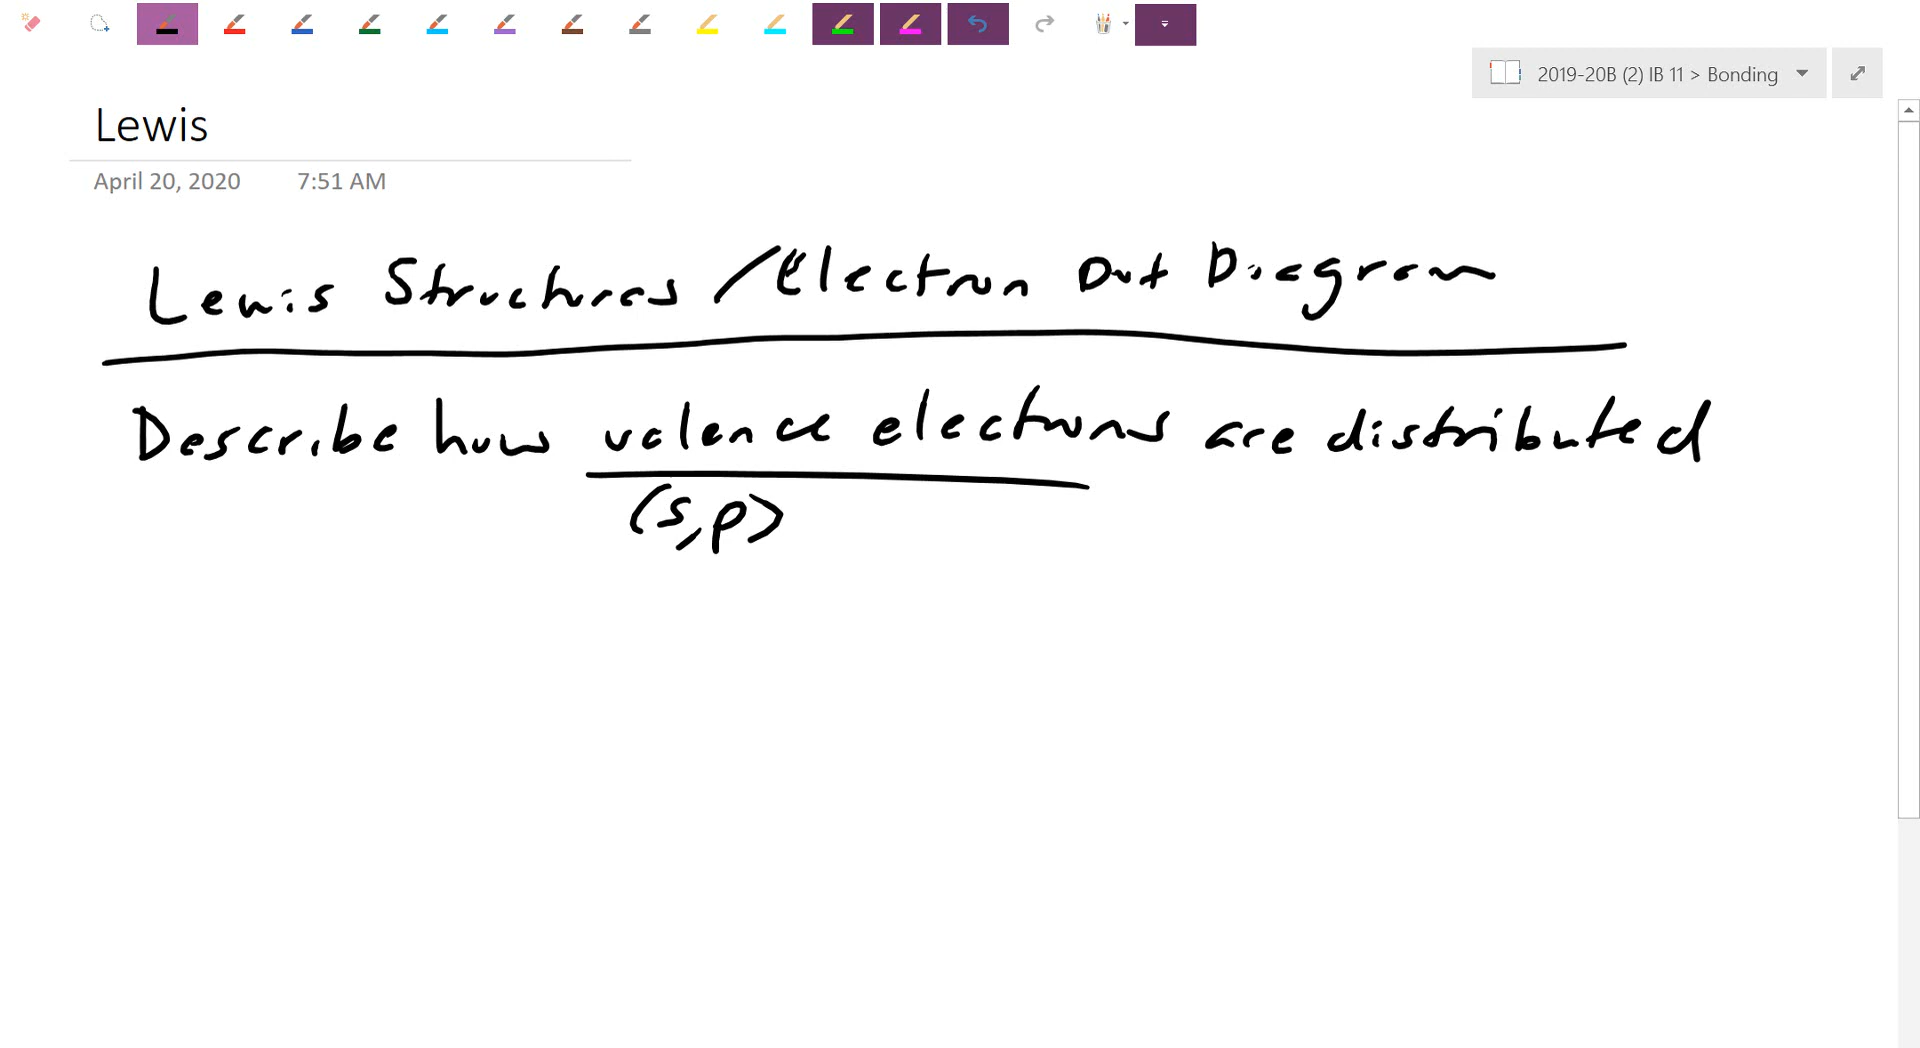 2019-20B (2) IB 11 > Bonding
Lewis
April 20, 2020 7:51 AM
Lewis Structures / Electron Dot Diagram
Describe how valence electrons are distributed
(s,p)